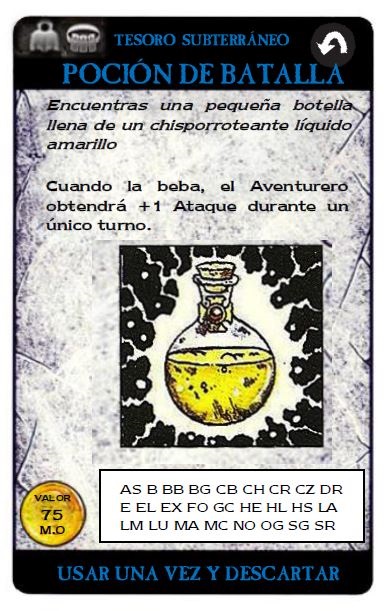 TESORO SUBTERRÁNEO
POCIÓN DE BATALLA
Encuentras una pequeña botella
llena de un chisporroteante líquido
amarillo
Cuando la beba, el Aventurero
obtendrá +1 Ataque durante un
único turno.
AS B BB BG CB CH CR CZ DR
E EL EX FO GC HE HL HS LA
LM LU MA MC NO OG SG SR
VALOR
75
M.O
USAR UNA VEZ Y DESCARTAR